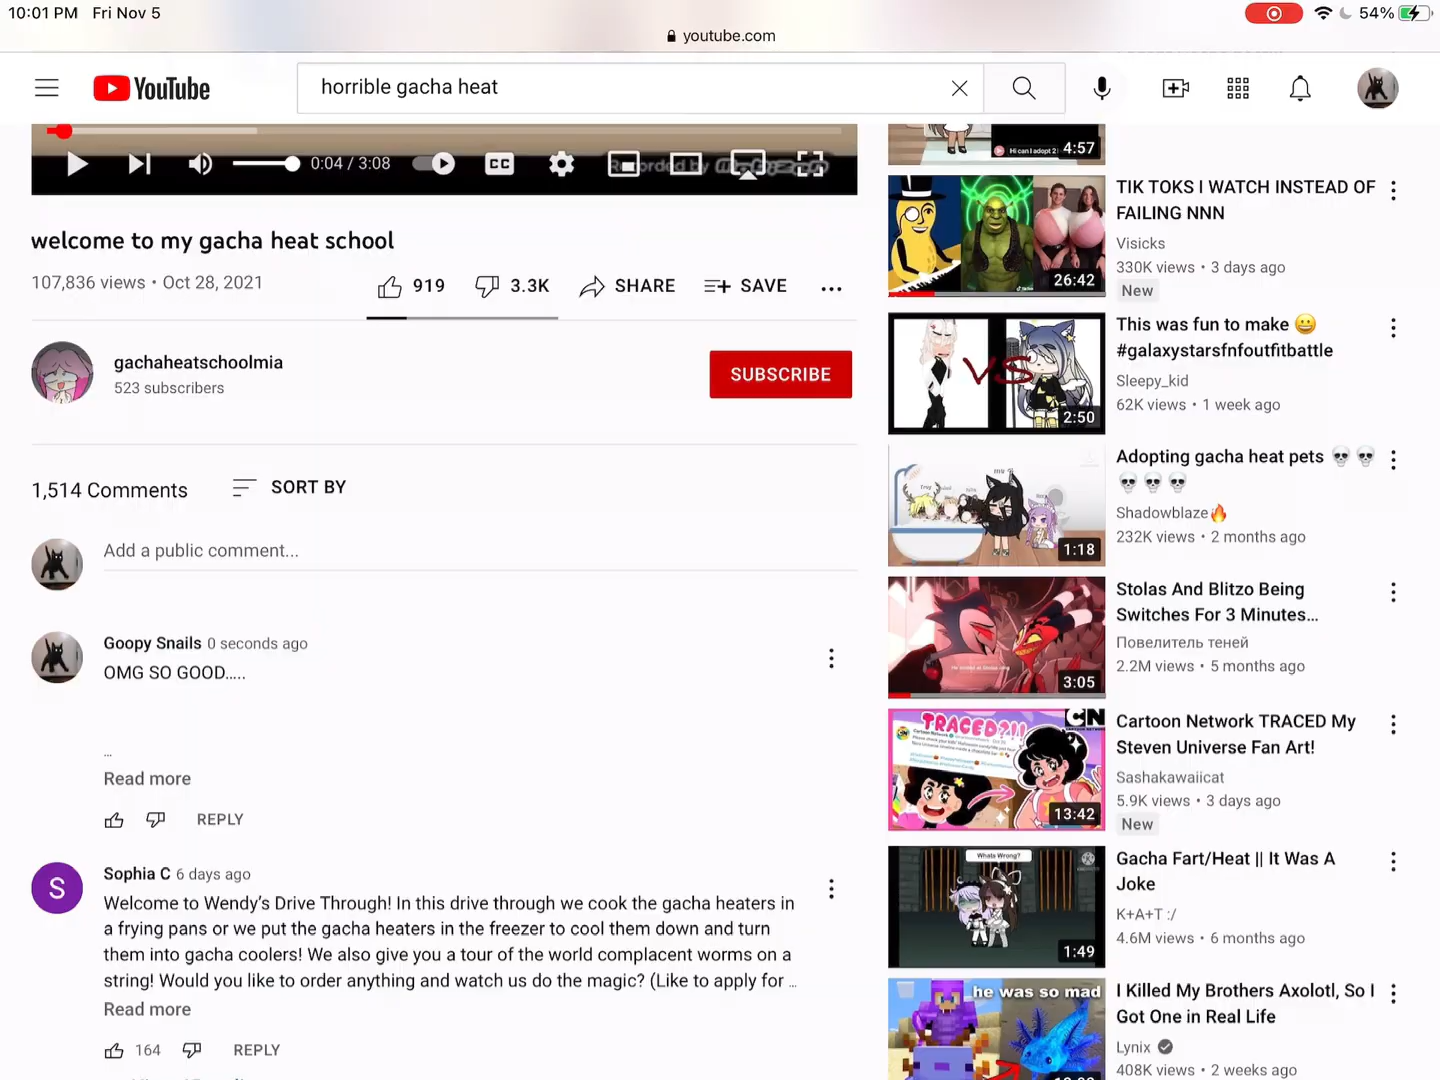 10:01 PM Fri Nov 5
54%
youtube.com
YouTube
horrible gacha heat
0:04 / 3:08
CC
Recorded by
welcome to my gacha heat school
107,836 views • Oct 28, 2021
919
3.3K
SHARE
SAVE
gachaheatschoolmia
523 subscribers
SUBSCRIBE
1,514 Comments
SORT BY
Add a public comment...
Goopy Snails 0 seconds ago
OMG SO GOOD.....
...
Read more
REPLY
S
Sophia C 6 days ago
Welcome to Wendy’s Drive Through! In this drive through we cook the gacha heaters in
a frying pans or we put the gacha heaters in the freezer to cool them down and turn
them into gacha coolers! We also give you a tour of the world complacent worms on a
string! Would you like to order anything and watch us do the magic? (Like to apply for ...
Read more
164
REPLY
Hi can I adopt 2
4:57
26:42
TIK TOKS I WATCH INSTEAD OF
FAILING NNN
Visicks
330K views • 3 days ago
New
VS
2:50
This was fun to make 😀
#galaxystarsfnfoutfitbattle
Sleepy_kid
62K views • 1 week ago
1:18
Adopting gacha heat pets 💀💀
💀💀💀
Shadowblaze🔥
232K views • 2 months ago
3:05
Stolas And Blitzo Being
Switches For 3 Minutes...
Повелитель теней
2.2M views • 5 months ago
TRACED?!!
CN
13:42
Cartoon Network TRACED My
Steven Universe Fan Art!
Sashakawaiicat
5.9K views • 3 days ago
New
Whats Wrong?
1:49
Gacha Fart/Heat || It Was A
Joke
K+A+T :/
4.6M views • 6 months ago
he was so mad
I Killed My Brothers Axolotl, So I
Got One in Real Life
Lynix
408K views • 2 weeks ago